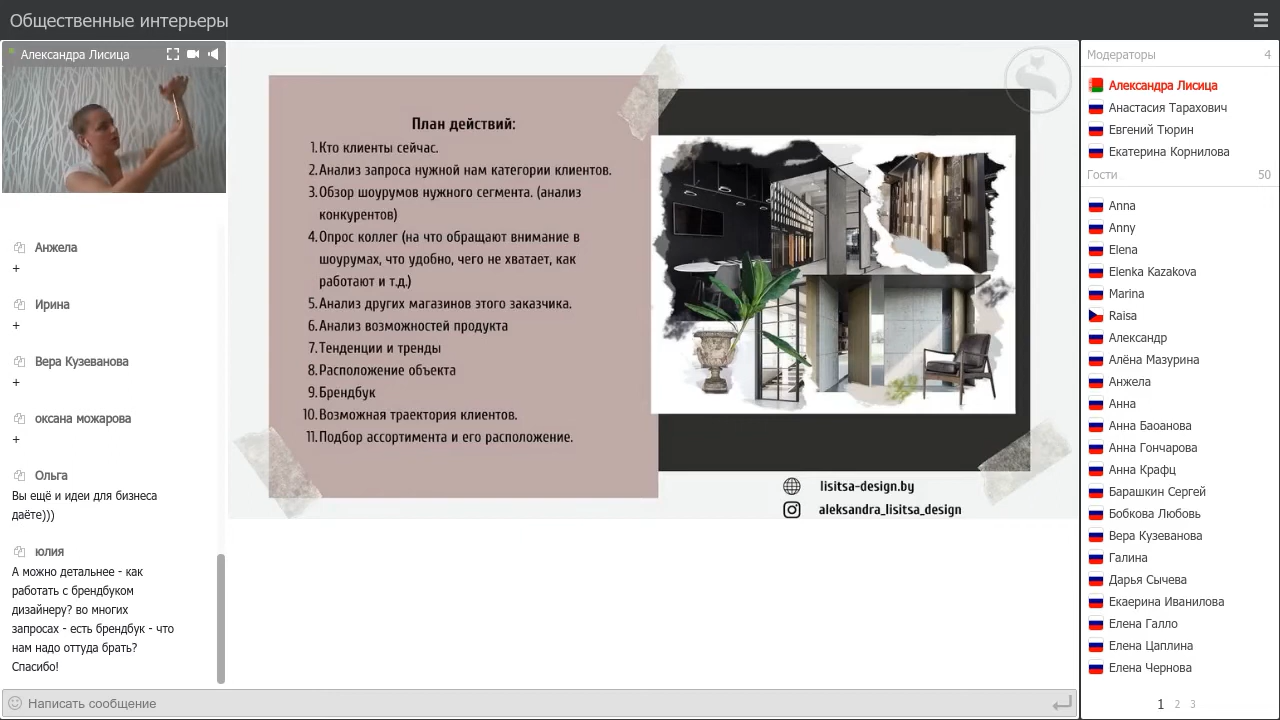 Общественные интерьеры
Александра Лисица
Анжела
+
Ирина
+
Вера Кузеванова
+
оксана можарова
+
Ольга
Вы ещё и идеи для бизнеса
даёте)))
юлия
А можно детальнее - как
работать с брендбуком
дизайнеру? во многих
запросах - есть брендбук - что
нам надо оттуда брать?
Спасибо!
Написать сообщение
План действий:
1. Кто клиенты сейчас.
2. Анализ запроса нужной нам категории клиентов.
3. Обзор шоурумов нужного сегмента. (анализ
конкурентов)
4. Опрос коллег (на что обращают внимание в
шоурумах, что удобно, чего не хватает, как
работают и т.д.)
5. Анализ других магазинов этого заказчика.
6. Анализ возможностей продукта
7. Тенденции и тренды
8. Расположение объекта
9. Брендбук
10. Возможная траектория клиентов.
11. Подбор ассортимента и его расположение.
lisitsa-design.by
aleksandra_lisitsa_design
Модераторы 4
Александра Лисица
Анастасия Тарахович
Евгений Тюрин
Екатерина Корнилова
Гости 50
Anna
Anny
Elena
Elenka Kazakova
Marina
Raisa
Александр
Алёна Мазурина
Анжела
Анна
Анна Баоанова
Анна Гончарова
Анна Крафц
Барашкин Сергей
Бобкова Любовь
Вера Кузеванова
Галина
Дарья Сычева
Екаерина Иванилова
Елена Галло
Елена Цаплина
Елена Чернова
1 2 3